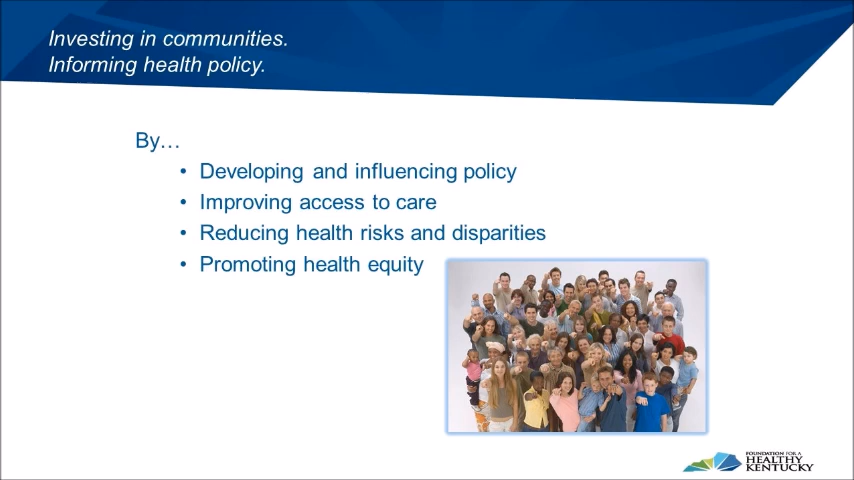 Investing in communities.
Informing health policy.
By…
• Developing and influencing policy
• Improving access to care
• Reducing health risks and disparities
• Promoting health equity
FOUNDATION FOR A
HEALTHY
KENTUCKY